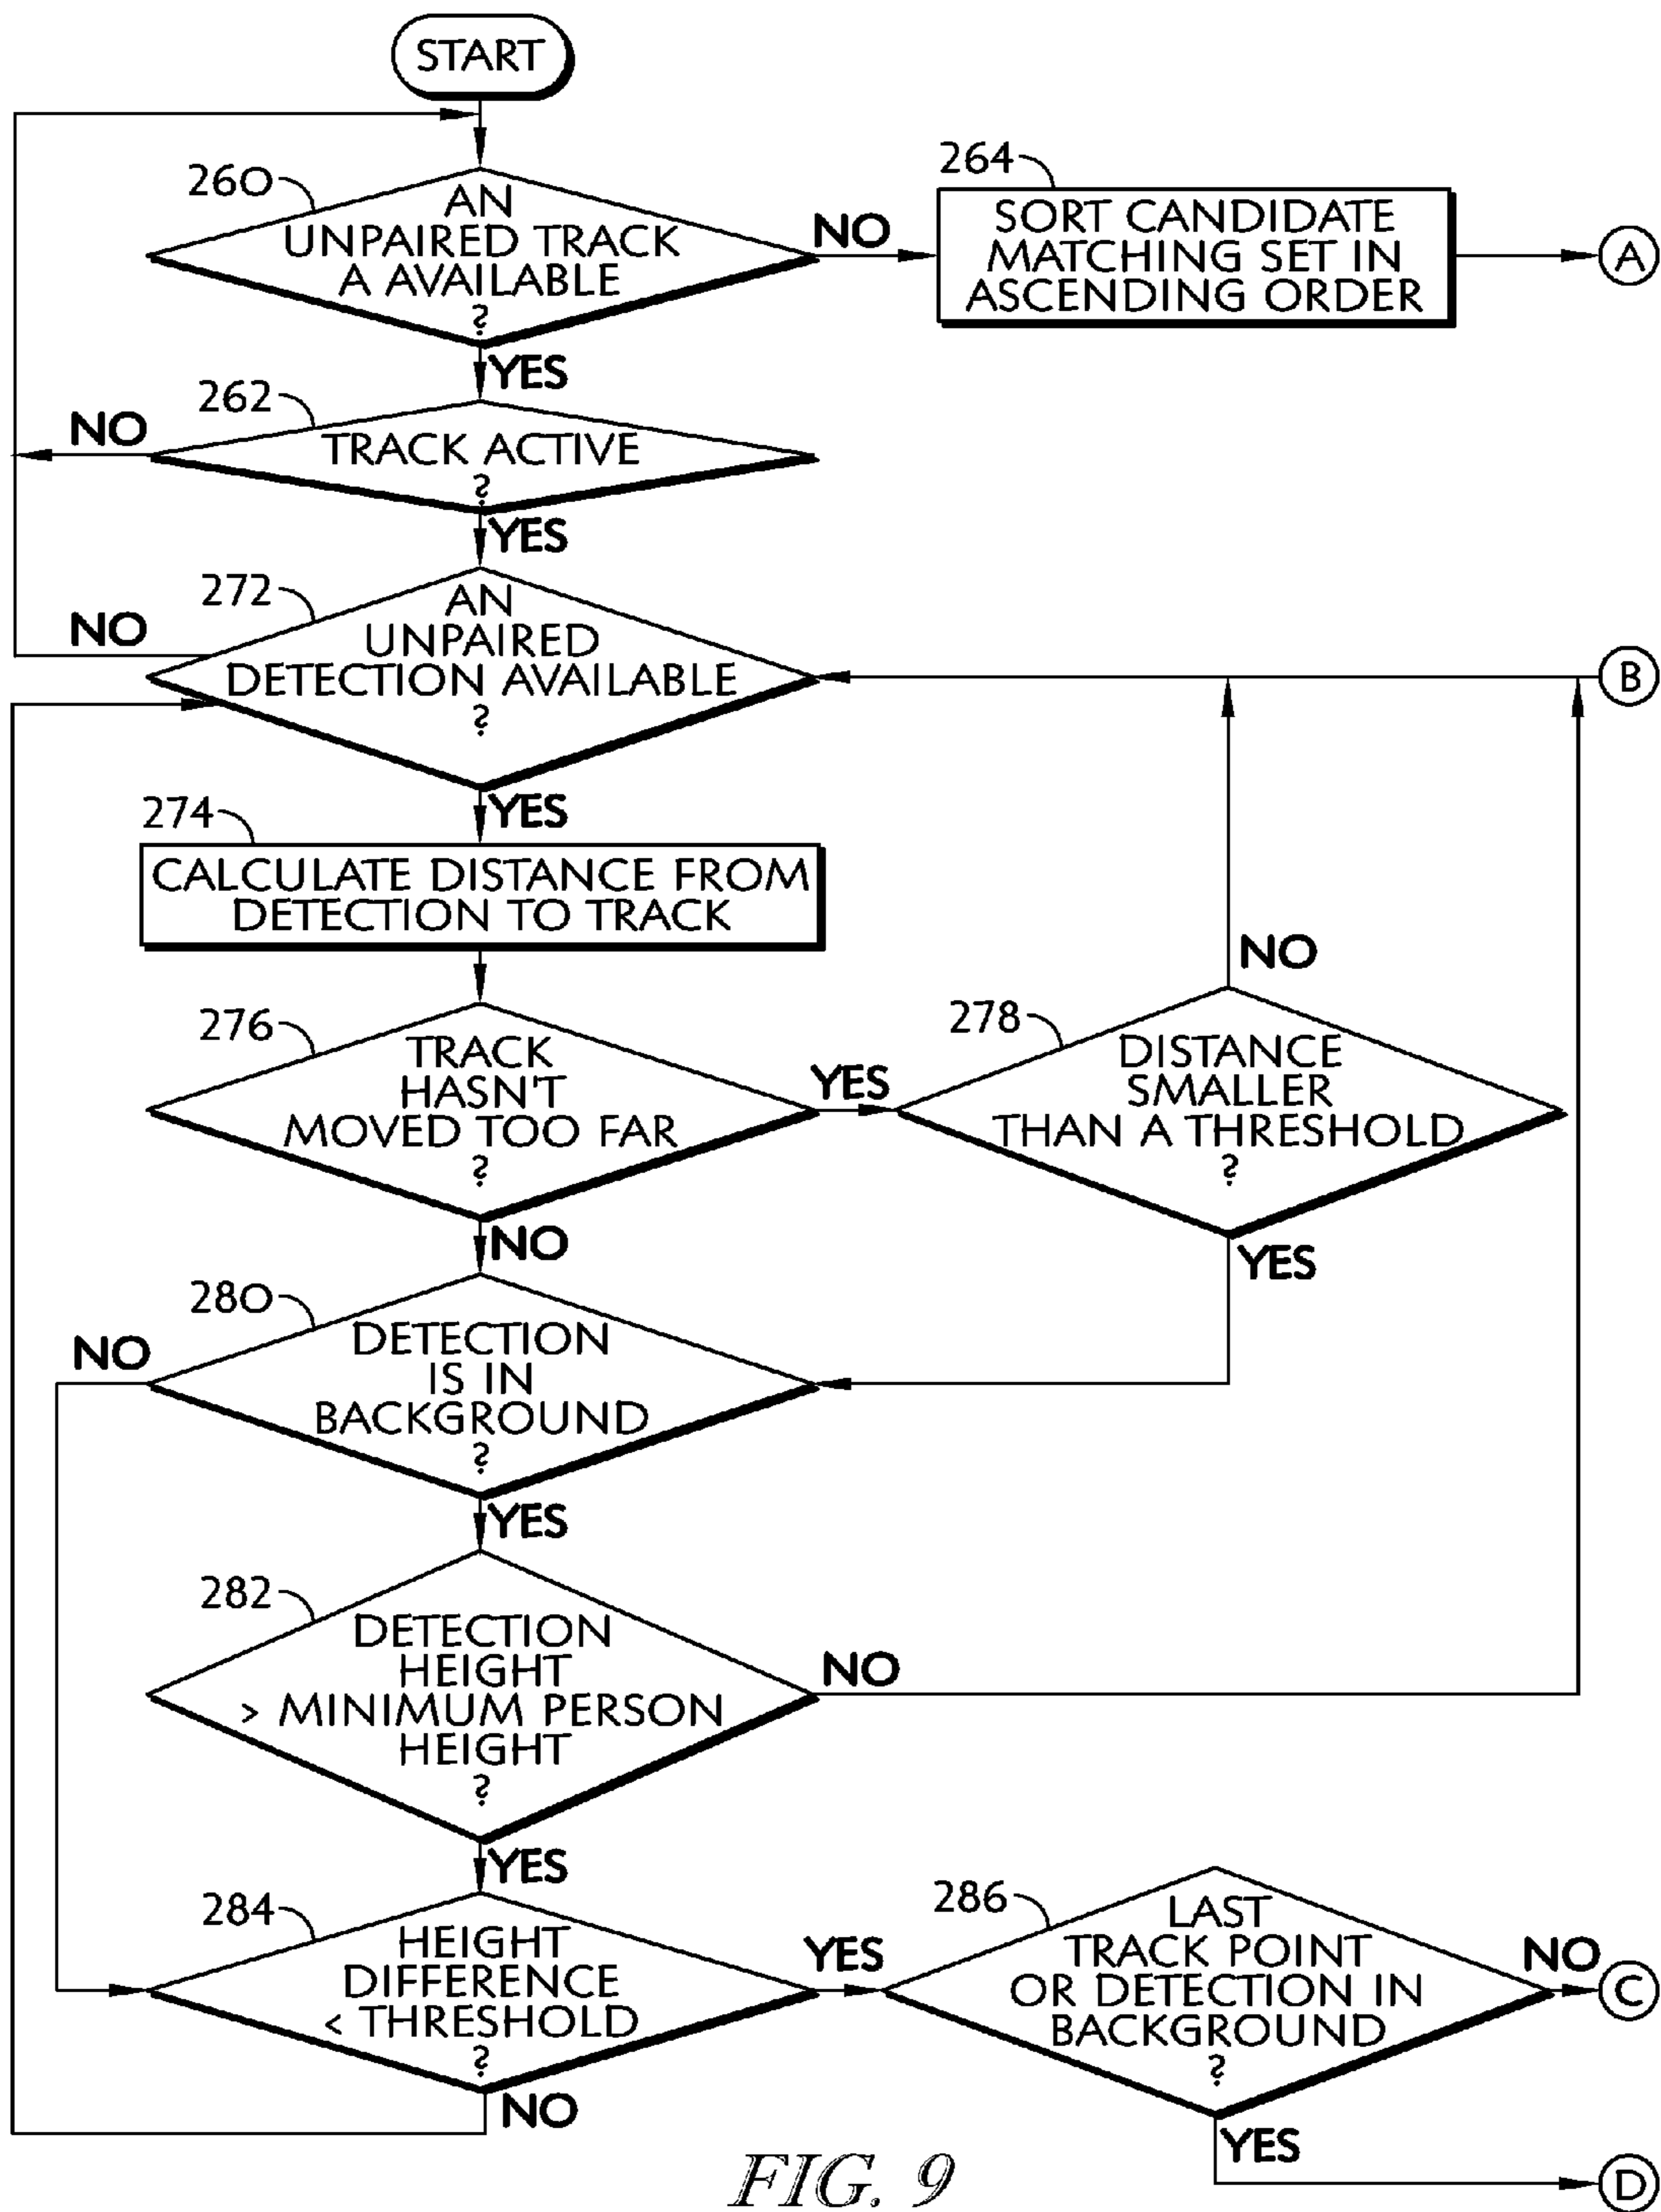 START
260
AN
UNPAIRED TRACK
A AVAILABLE
?
NO
264
SORT CANDIDATE
MATCHING SET IN
ASCENDING ORDER
A
YES
262
TRACK ACTIVE
?
NO
YES
272
AN
UNPAIRED
DETECTION AVAILABLE
?
NO
B
YES
274
CALCULATE DISTANCE FROM
DETECTION TO TRACK
276
TRACK
HASN'T
MOVED TOO FAR
?
YES
278
DISTANCE
SMALLER
THAN A THRESHOLD
?
NO
YES
NO
280
DETECTION
IS IN
BACKGROUND
?
NO
YES
282
DETECTION
HEIGHT
> MINIMUM PERSON
HEIGHT
?
NO
YES
284
HEIGHT
DIFFERENCE
< THRESHOLD
?
YES
NO
286
LAST
TRACK POINT
OR DETECTION IN
BACKGROUND
?
NO
C
YES
D
FIG. 9